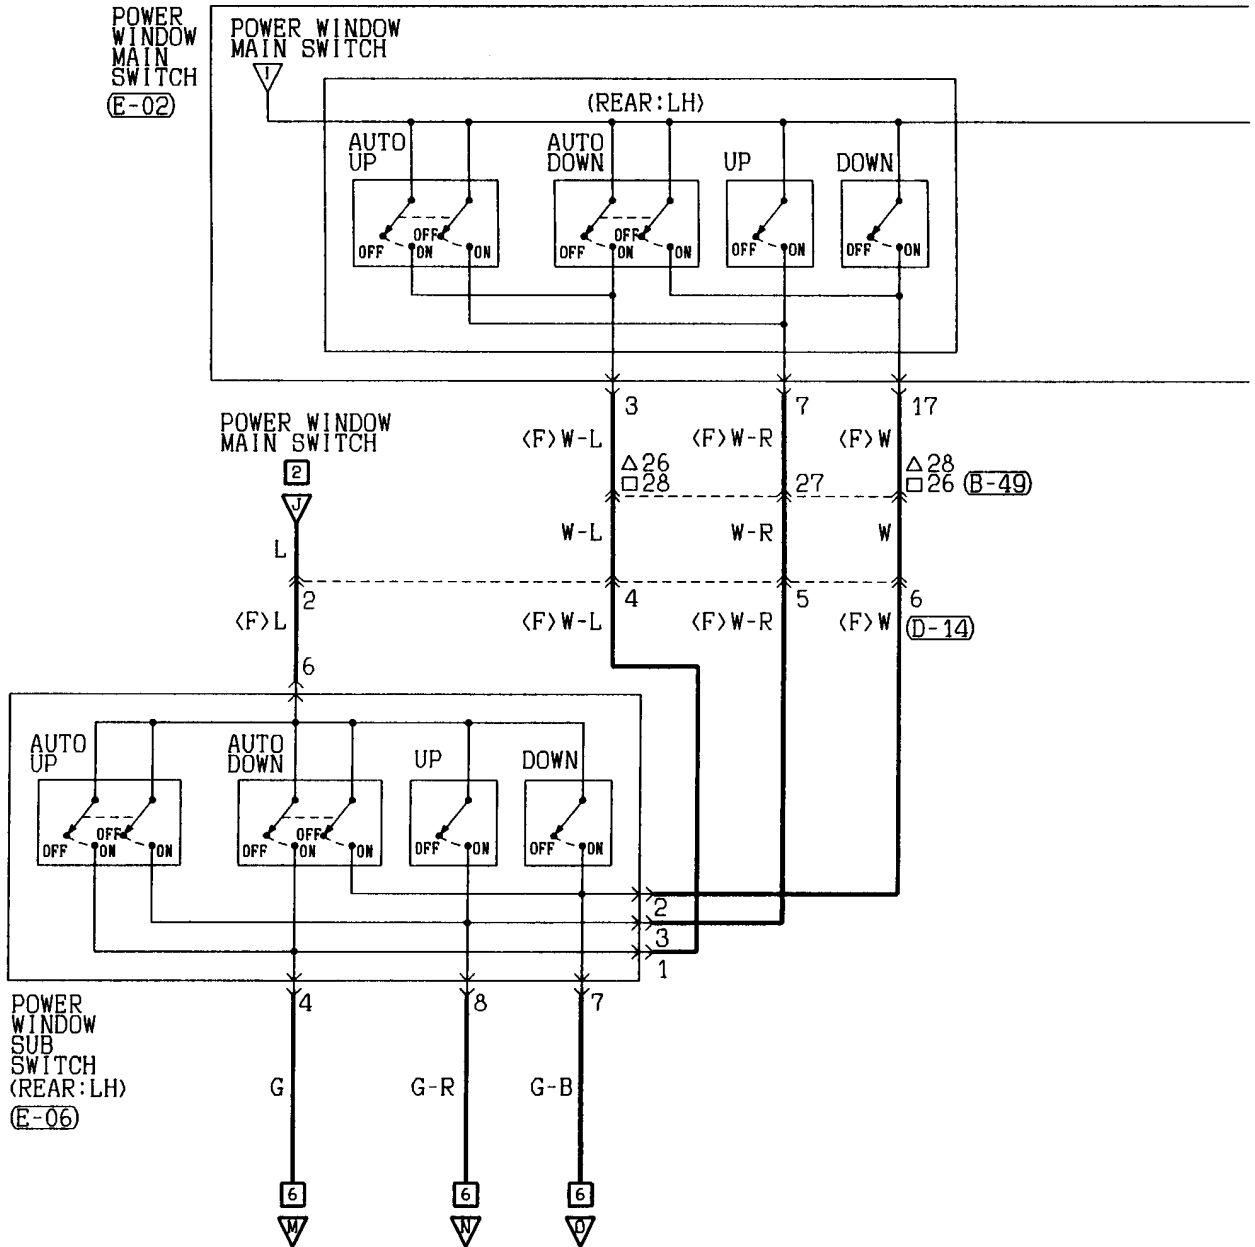 POWER
WINDOW
MAIN
SWITCH
(E-02)
POWER WINDOW
MAIN SWITCH
1
(REAR:LH)
AUTO
UP
AUTO
DOWN
UP
DOWN
OFF OFF ON ON
OFF OFF ON ON
OFF ON
OFF ON
3 7 17
<F>W-L <F>W-R <F>W
△26 △28
□28 27 □26 (B-49)
POWER WINDOW
MAIN SWITCH
2
J
L W-L W-R W
2 4 5 6
<F>L <F>W-L <F>W-R <F>W (D-14)
6
AUTO
UP
AUTO
DOWN
UP
DOWN
OFF OFF ON ON
OFF OFF ON ON
OFF ON
OFF ON
2
3
1
4 8 7
POWER
WINDOW
SUB
SWITCH
(REAR:LH)
(E-06)
G G-R G-B
6 6 6
M N O